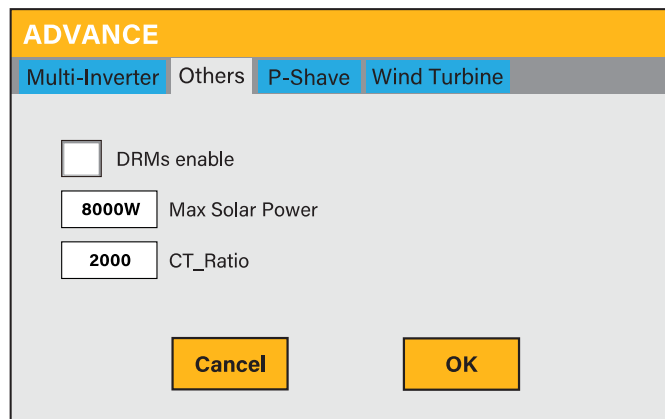 ADVANCE
Multi-Inverter Others P-Shave Wind Turbine
DRMs enable
8000W Max Solar Power
2000 CT_Ratio
Cancel OK